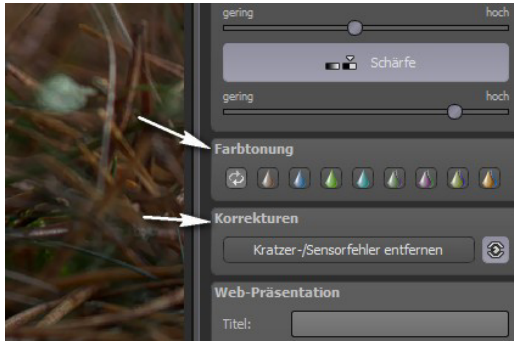 gering hoch
Schärfe
gering hoch
Farbtonung
Korrekturen
Kratzer-/Sensorfehler entfernen
Web-Präsentation
Titel: